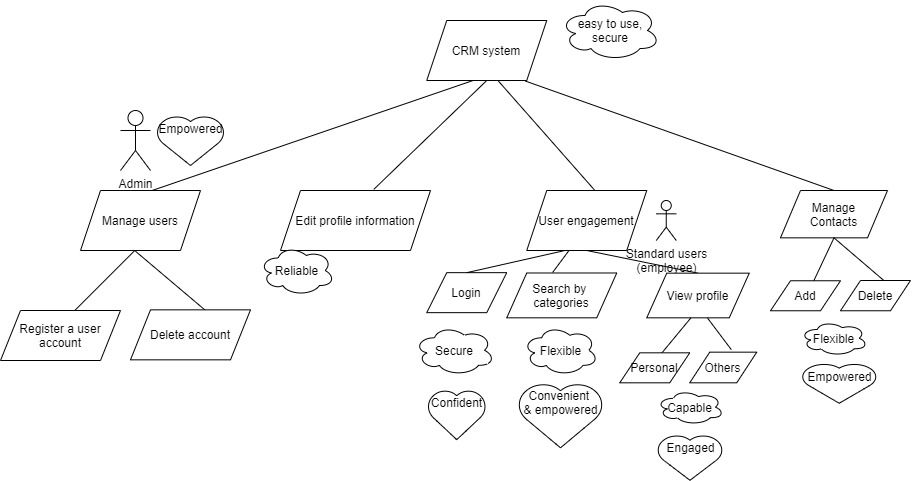 easy to use,
secure
CRM system
Empowered
Admin
Manage users
Edit profile information
User engagement
Manage
Contacts
Standard users
(employee)
Reliable
Login
Search by
categories
View profile
Add
Delete
Register a user
account
Delete account
Secure
Flexible
Flexible
Personal
Others
Empowered
Confident
Convenient
& empowered
Capable
Engaged